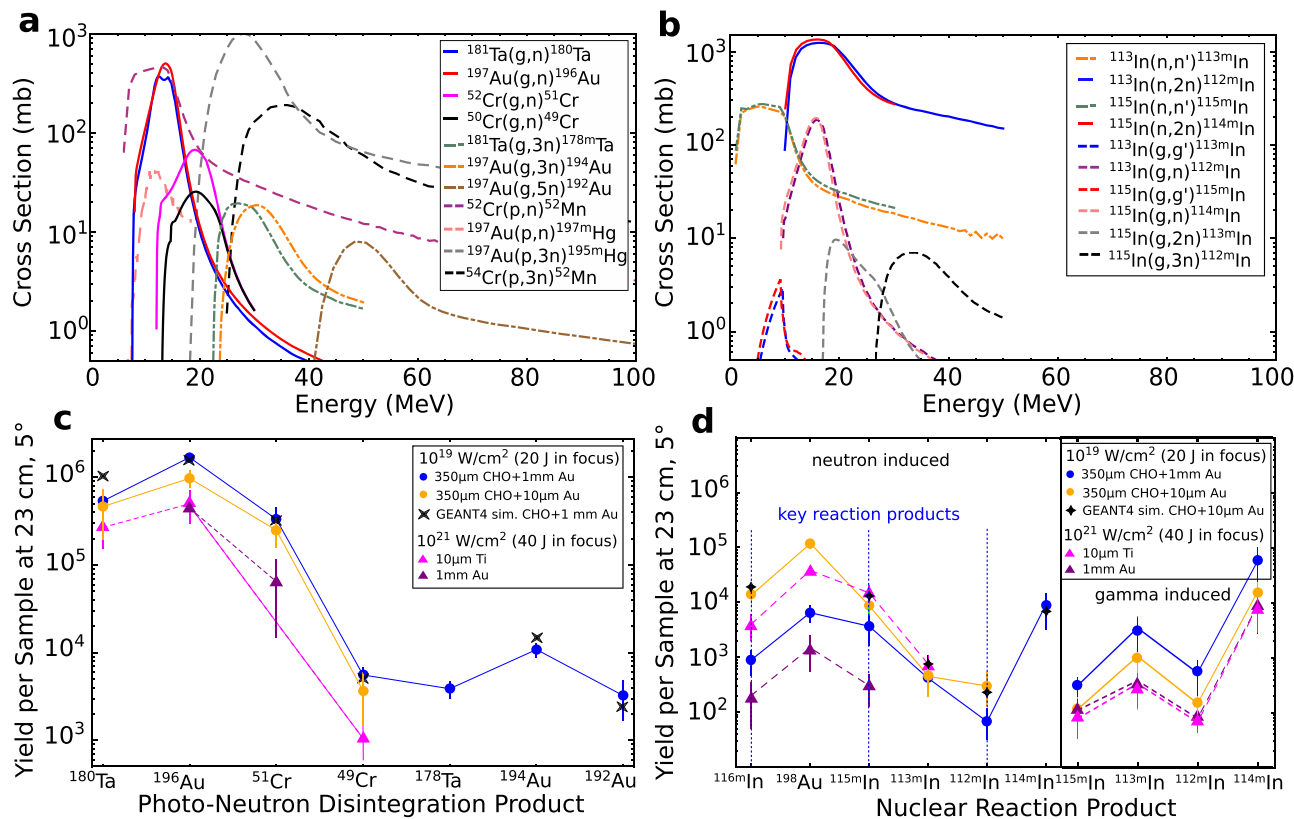 a
Cross Section (mb)
10³
10²
10¹
10⁰
0 20 40 60 80 100
Energy (MeV)
¹⁸¹Ta(g,n)¹⁸⁰Ta
¹⁹⁷Au(g,n)¹⁹⁶Au
⁵²Cr(g,n)⁵¹Cr
⁵⁰Cr(g,n)⁴⁹Cr
¹⁸¹Ta(g,3n)¹⁷⁸ᵐTa
¹⁹⁷Au(g,3n)¹⁹⁴Au
¹⁹⁷Au(g,5n)¹⁹²Au
⁵²Cr(p,n)⁵²Mn
¹⁹⁷Au(p,n)¹⁹⁷ᵐHg
¹⁹⁷Au(p,3n)¹⁹⁵ᵐHg
⁵⁴Cr(p,3n)⁵²Mn
b
Cross Section (mb)
10³
10²
10¹
10⁰
0 20 40 60 80 100
Energy (MeV)
¹¹³In(n,n')¹¹³ᵐIn
¹¹³In(n,2n)¹¹²ᵐIn
¹¹⁵In(n,n')¹¹⁵ᵐIn
¹¹⁵In(n,2n)¹¹⁴ᵐIn
¹¹³In(g,g')¹¹³ᵐIn
¹¹³In(g,n)¹¹²ᵐIn
¹¹⁵In(g,g')¹¹⁵ᵐIn
¹¹⁵In(g,n)¹¹⁴ᵐIn
¹¹⁵In(g,2n)¹¹³ᵐIn
¹¹⁵In(g,3n)¹¹²ᵐIn
c
Yield per Sample at 23 cm, 5°
10⁶
10⁵
10⁴
10³
10¹⁹ W/cm² (20 J in focus)
350μm CHO+1mm Au
350μm CHO+10μm Au
GEANT4 sim. CHO+1 mm Au
10²¹ W/cm² (40 J in focus)
10μm Ti
1mm Au
¹⁸⁰Ta ¹⁹⁶Au ⁵¹Cr ⁴⁹Cr ¹⁷⁸Ta ¹⁹⁴Au ¹⁹²Au
Photo-Neutron Disintegration Product
d
Yield per Sample at 23 cm, 5°
10⁶
10⁵
10⁴
10³
10²
neutron induced
key reaction products
10¹⁹ W/cm² (20 J in focus)
350μm CHO+1mm Au
350μm CHO+10μm Au
GEANT4 sim. CHO+10μm Au
10²¹ W/cm² (40 J in focus)
10μm Ti
1mm Au
gamma induced
¹¹⁶ᵐIn ¹⁹⁸Au ¹¹⁵ᵐIn ¹¹³ᵐIn ¹¹²ᵐIn ¹¹⁴ᵐIn ¹¹⁵ᵐIn ¹¹³ᵐIn ¹¹²ᵐIn ¹¹⁴ᵐIn
Nuclear Reaction Product